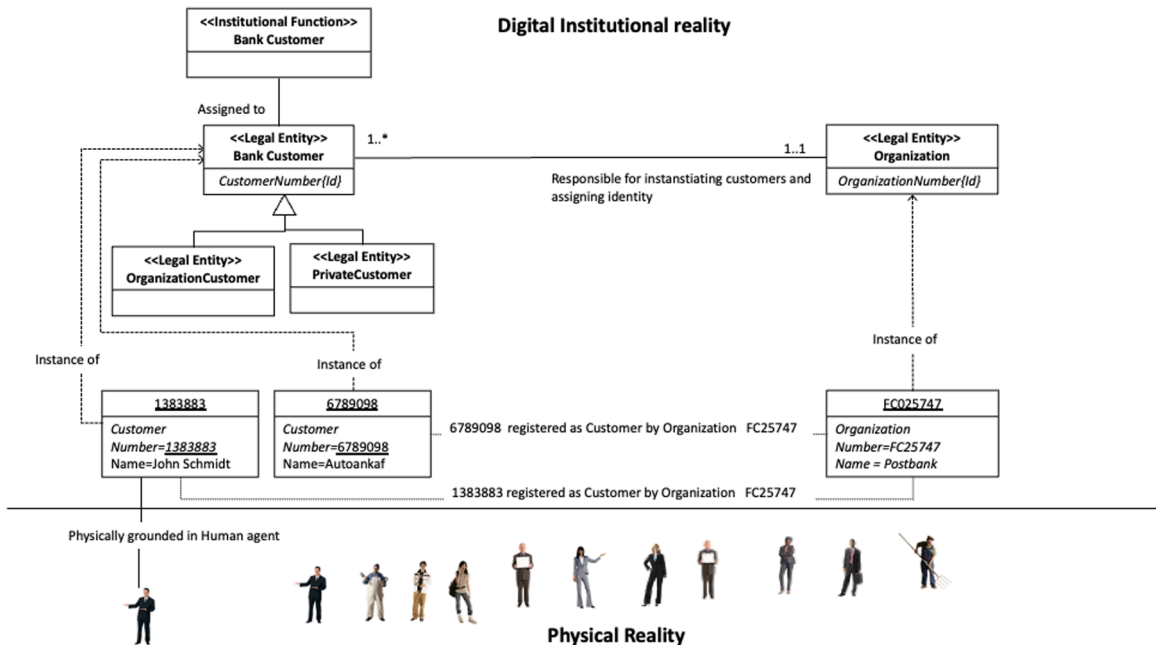 Digital Institutional reality
<<Institutional Function>>
Bank Customer
Assigned to
<<Legal Entity>>
Bank Customer
CustomerNumber{Id}
1..*
1..1
Responsible for instanstiating customers and
assigning identity
<<Legal Entity>>
Organization
OrganizationNumber{Id}
<<Legal Entity>>
OrganizationCustomer
<<Legal Entity>>
PrivateCustomer
Instance of
Instance of
Instance of
1383883
Customer
Number=1383883
Name=John Schmidt
6789098
Customer
Number=6789098
Name=Autoankaf
6789098 registered as Customer by Organization FC25747
FC025747
Organization
Number=FC25747
Name = Postbank
1383883 registered as Customer by Organization FC25747
Physically grounded in Human agent
Physical Reality